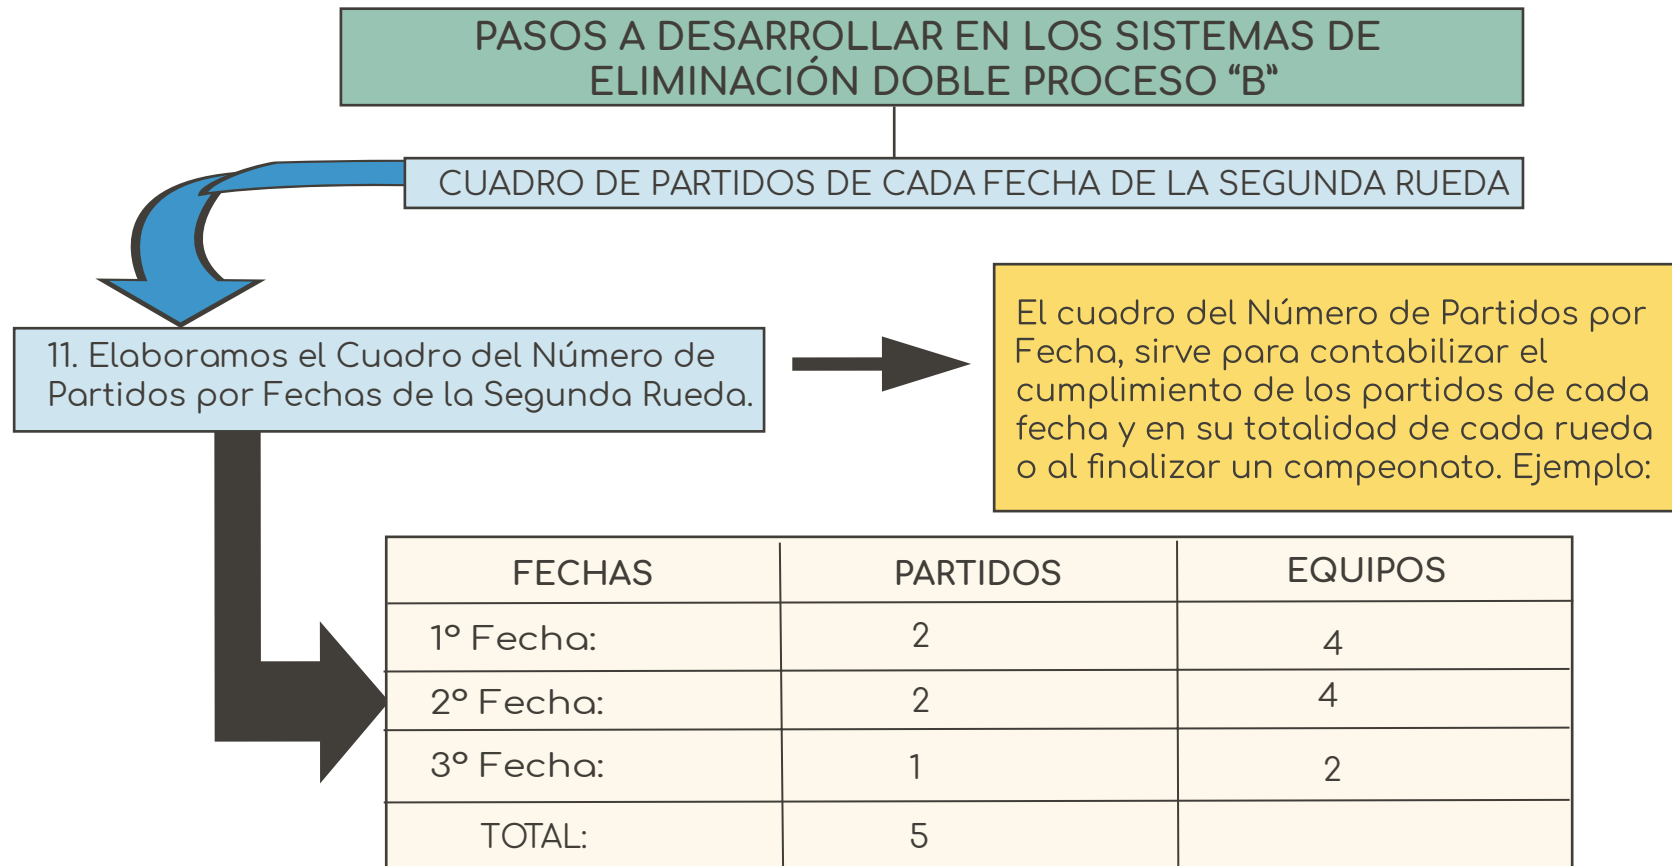 PASOS A DESARROLLAR EN LOS SISTEMAS DE
ELIMINACIÓN DOBLE PROCESO “B”
CUADRO DE PARTIDOS DE CADA FECHA DE LA SEGUNDA RUEDA
11. Elaboramos el Cuadro del Número de
Partidos por Fechas de la Segunda Rueda.
El cuadro del Número de Partidos por
Fecha, sirve para contabilizar el
cumplimiento de los partidos de cada
fecha y en su totalidad de cada rueda
o al finalizar un campeonato. Ejemplo:
FECHAS PARTIDOS EQUIPOS
1º Fecha: 2 4
2º Fecha: 2 4
3º Fecha: 1 2
TOTAL: 5